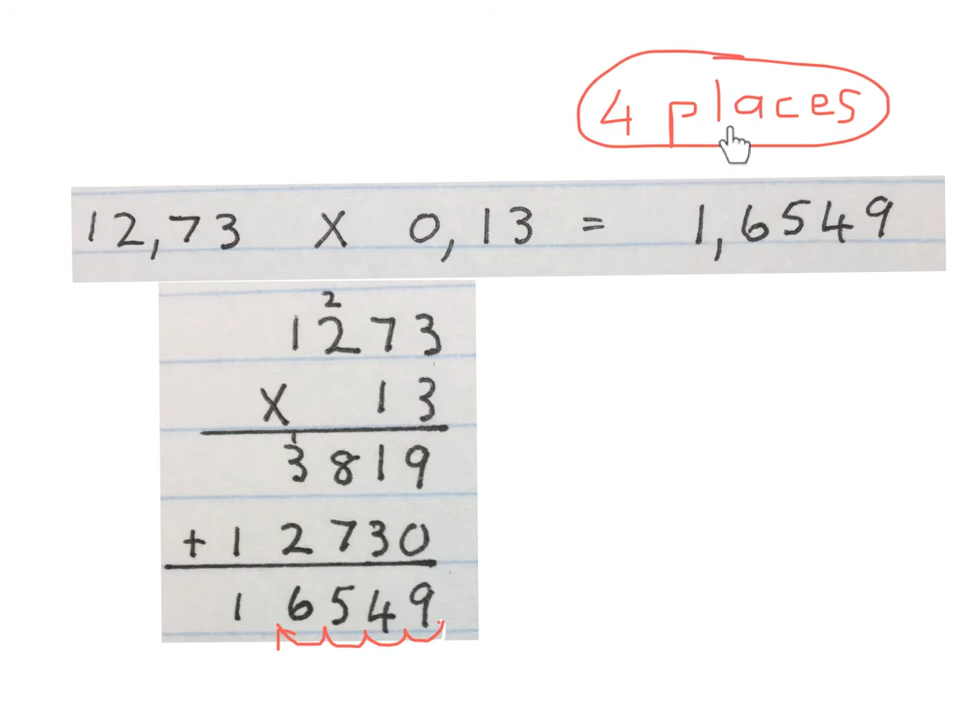 4 places
12,73 X 0,13 = 1,6549
2
1273
X 13
1
3819
+ 12730
16549